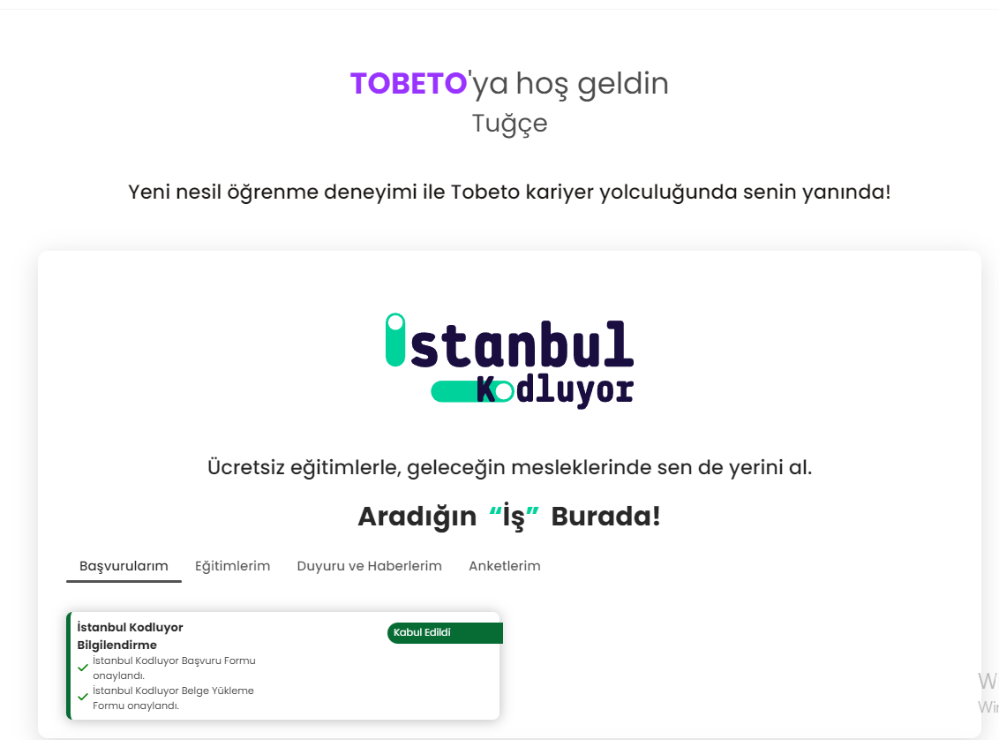 TOBETO'ya hoş geldin
Tuğçe
Yeni nesil öğrenme deneyimi ile Tobeto kariyer yolculuğunda senin yanında!
istanbul
Kodluyor
Ücretsiz eğitimlerle, geleceğin mesleklerinde sen de yerini al.
Aradığın “İş” Burada!
Başvurularım Eğitimlerim Duyuru ve Haberlerim Anketlerim
İstanbul Kodluyor
Bilgilendirme
Kabul Edildi
İstanbul Kodluyor Başvuru Formu
onaylandı.
İstanbul Kodluyor Belge Yükleme
Formu onaylandı.